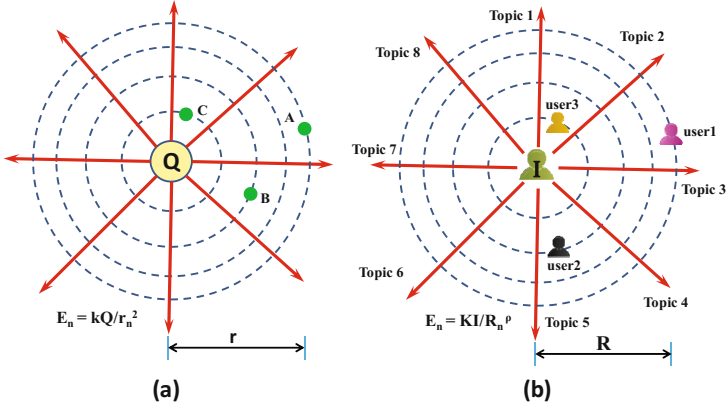 Q
A
B
C
E_n = kQ/r_n^2
r
(a)
Topic 1
Topic 2
Topic 3
Topic 4
Topic 5
Topic 6
Topic 7
Topic 8
I
user1
user2
user3
E_n = KI/R_n^ρ
R
(b)